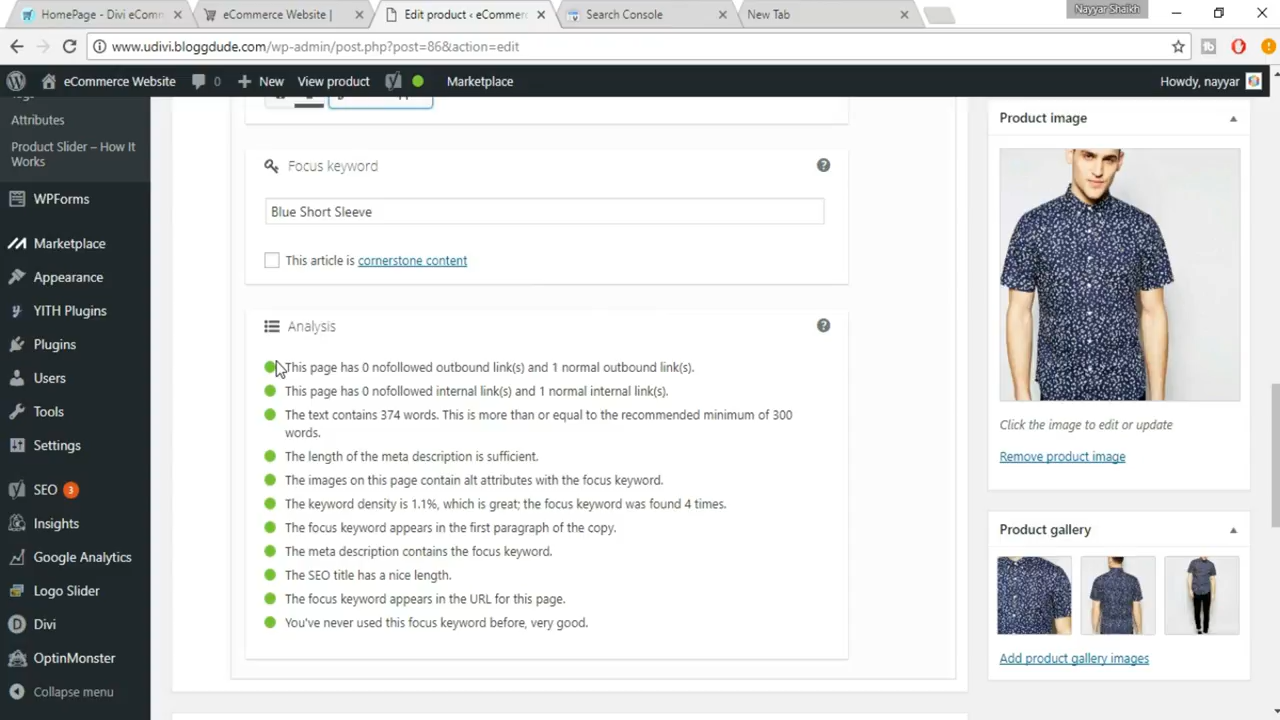 HomePage - Divi eComm
eCommerce Website |
Edit product ‹ eCommerc
Search Console
New Tab
Nayyar Shaikh
www.udivi.bloggdude.com/wp-admin/post.php?post=86&action=edit
eCommerce Website
0
New
View product
Marketplace
Howdy, nayyar
Attributes
Product Slider – How It
Works
WPForms
Marketplace
Appearance
YITH Plugins
Plugins
Users
Tools
Settings
SEO 3
Insights
Google Analytics
Logo Slider
Divi
OptinMonster
Collapse menu
Focus keyword
Blue Short Sleeve
This article is cornerstone content
Analysis
This page has 0 nofollowed outbound link(s) and 1 normal outbound link(s).
This page has 0 nofollowed internal link(s) and 1 normal internal link(s).
The text contains 374 words. This is more than or equal to the recommended minimum of 300
words.
The length of the meta description is sufficient.
The images on this page contain alt attributes with the focus keyword.
The keyword density is 1.1%, which is great; the focus keyword was found 4 times.
The focus keyword appears in the first paragraph of the copy.
The meta description contains the focus keyword.
The SEO title has a nice length.
The focus keyword appears in the URL for this page.
You've never used this focus keyword before, very good.
Product image
Click the image to edit or update
Remove product image
Product gallery
Add product gallery images